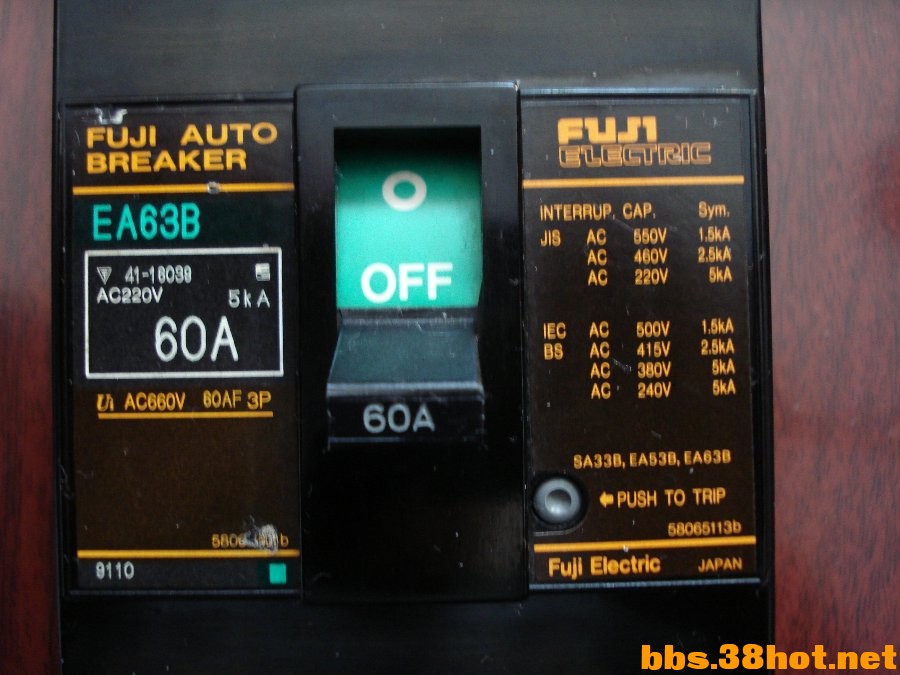 FUJI AUTO
BREAKER
EA63B
41-16039
AC220V 5kA
60A
Ui AC660V 60AF 3P
9110
O
OFF
60A
FUJI
ELECTRIC
INTERRUP. CAP. Sym.
JIS AC 550V 1.5kA
AC 460V 2.5kA
AC 220V 5kA
IEC AC 500V 1.5kA
BS AC 415V 2.5kA
AC 380V 5kA
AC 240V 5kA
SA33B, EA53B, EA63B
PUSH TO TRIP
58065113b
Fuji Electric JAPAN
bbs.38hot.net